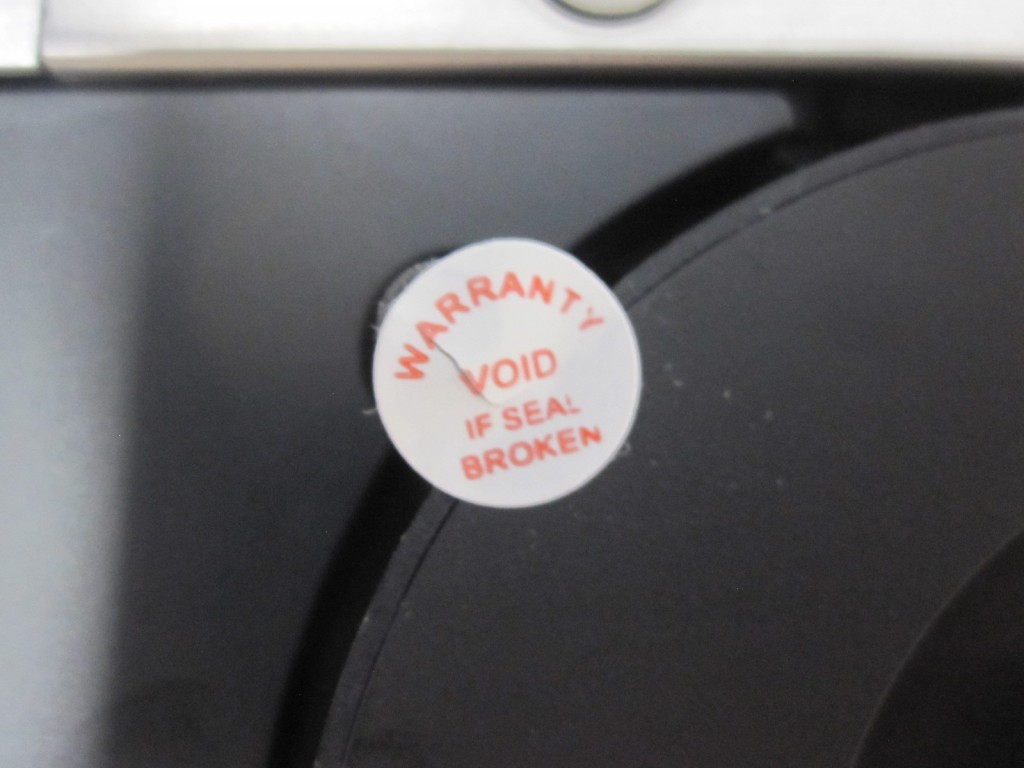 WARRANTY
VOID
IF SEAL
BROKEN